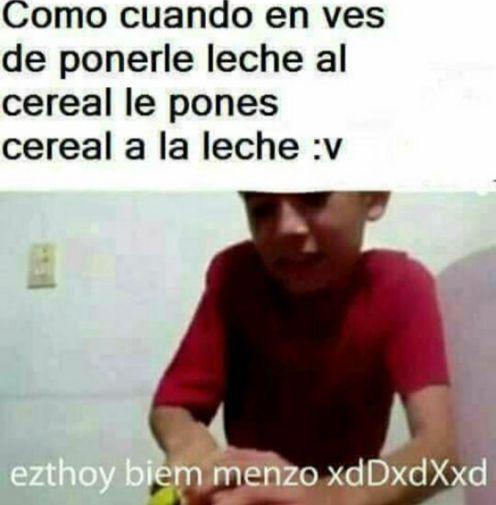 Como cuando en ves
de ponerle leche al
cereal le pones
cereal a la leche :v
ezthoy biem menzo xdDxdXxd